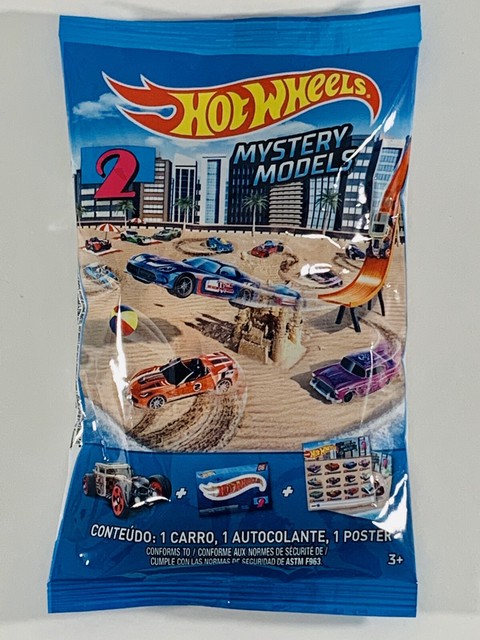 HOT WHEELS
MYSTERY
MODELS
2
CONTEÚDO: 1 CARRO, 1 AUTOCOLANTE, 1 POSTER
CONFORMS TO / CONFORME AUX NORMES DE SÉCURITÉ DE /
CUMPLE CON LAS NORMAS DE SEGURIDAD DE ASTM F963
3+